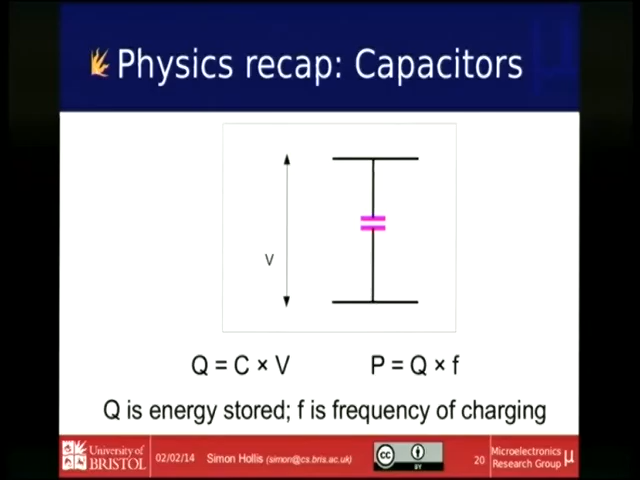 Physics recap: Capacitors
V
Q = C × V
P = Q × f
Q is energy stored; f is frequency of charging
University of
BRISTOL
02/02/14
Simon Hollis (simon@cs.bris.ac.uk)
cc
BY
20
Microelectronics
Research Group
μ